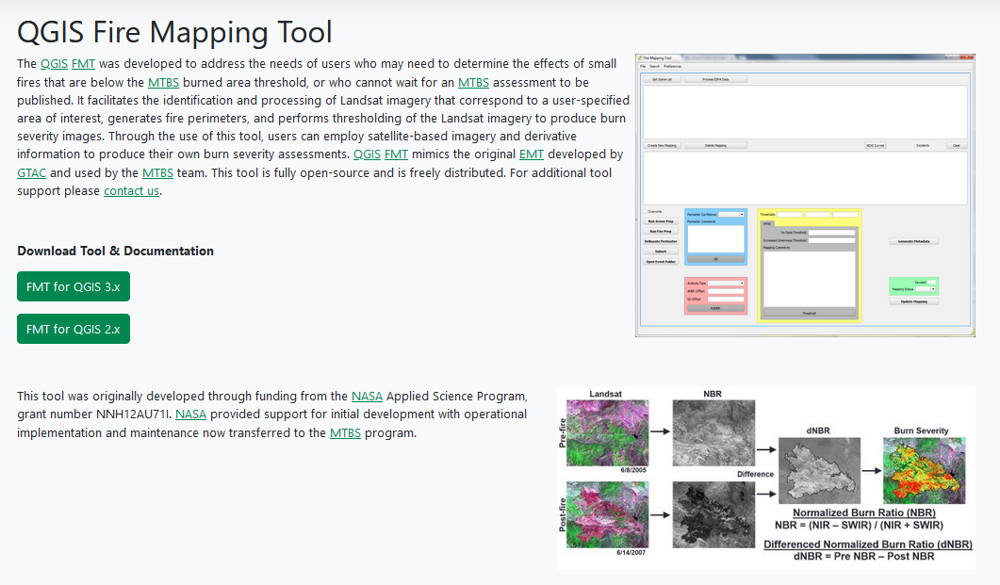 QGIS Fire Mapping Tool
The QGIS FMT was developed to address the needs of users who may need to determine the effects of small
fires that are below the MTBS burned area threshold, or who cannot wait for an MTBS assessment to be
published. It facilitates the identification and processing of Landsat imagery that correspond to a user-specified
area of interest, generates fire perimeters, and performs thresholding of the Landsat imagery to produce burn
severity images. Through the use of this tool, users can employ satellite-based imagery and derivative
information to produce their own burn severity assessments. QGIS FMT mimics the original EMT developed by
GTAC and used by the MTBS team. This tool is fully open-source and is freely distributed. For additional tool
support please contact us.
Fire Mapping Tool
File Search Preferences
Get Scene List
Process ESPA Data
Create New Mapping
Delete Mapping
NDVI Curves
Incidents
Clear
Overwrite
Run Scene Prep
Run Fire Prep
Delineate Perimeter
Subset
Open Event Folder
Perimeter Confidence
Perimeter Comments
OK
Analysis Type
dNBR Offset
SD Offset
RdNBR
Thresholds
MTBS
No Data Threshold
Increased Greenness Threshold
Mapping Comments
Threshold
Generate Metadata
Revised
Mapping Status
Update Mapping
Download Tool & Documentation
FMT for QGIS 3.x
FMT for QGIS 2.x
This tool was originally developed through funding from the NASA Applied Science Program,
grant number NNH12AU71I. NASA provided support for initial development with operational
implementation and maintenance now transferred to the MTBS program.
Landsat
NBR
Pre-fire
6/8/2005
dNBR
Burn Severity
Difference
Post-fire
6/14/2007
Normalized Burn Ratio (NBR)
NBR = (NIR – SWIR) / (NIR + SWIR)
Differenced Normalized Burn Ratio (dNBR)
dNBR = Pre NBR – Post NBR